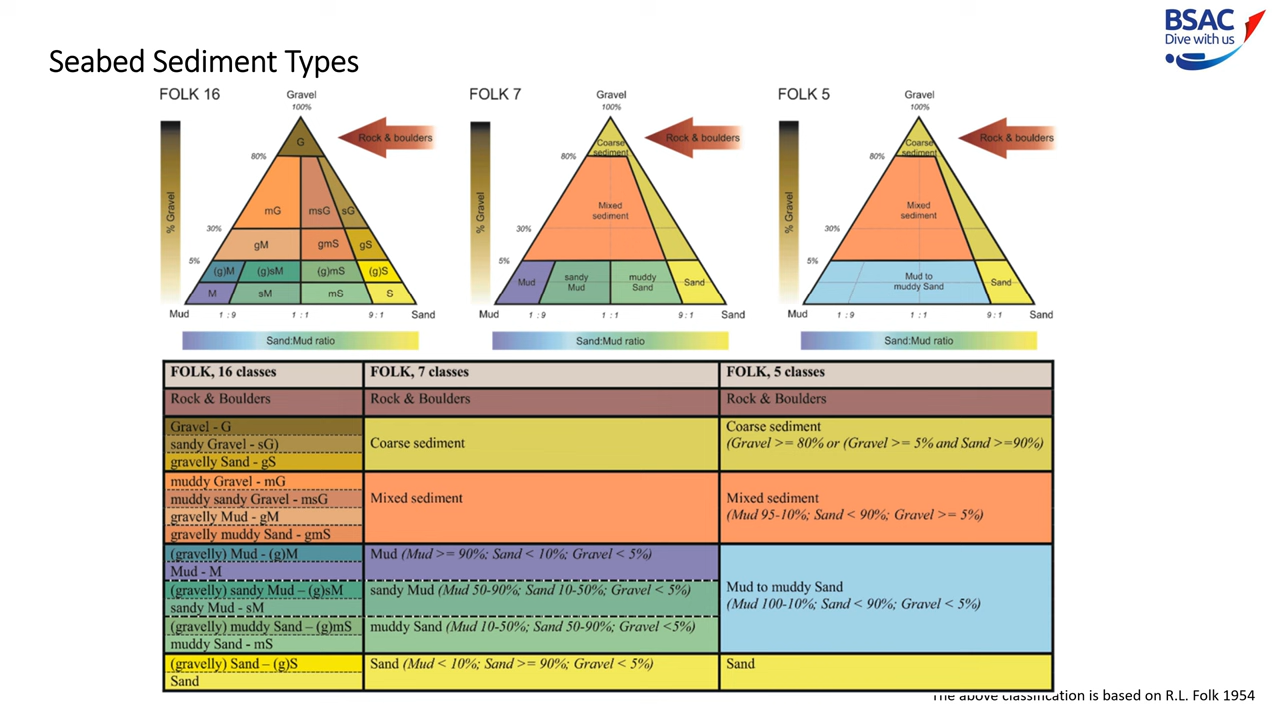 BSAC
Dive with us
Seabed Sediment Types
FOLK 16
Gravel
100%
Rock & boulders
G
80%
% Gravel
mG
msG
sG
30%
gM
gmS
gS
5%
(g)M
(g)sM
(g)mS
(g)S
M
sM
mS
S
Mud
1 : 9
1 : 1
9 : 1
Sand
Sand:Mud ratio
FOLK 7
Gravel
100%
Rock & boulders
Coarse
sediment
80%
% Gravel
Mixed
sediment
30%
5%
Mud
sandy
Mud
muddy
Sand
Sand
Mud
1 : 9
1 : 1
9 : 1
Sand
Sand:Mud ratio
FOLK 5
Gravel
100%
Rock & boulders
Coarse
sediment
80%
% Gravel
Mixed
sediment
30%
5%
Mud to
muddy Sand
Sand
Mud
1 : 9
1 : 1
9 : 1
Sand
Sand:Mud ratio
FOLK, 16 classes
FOLK, 7 classes
FOLK, 5 classes
Rock & Boulders
Rock & Boulders
Rock & Boulders
Gravel - G
sandy Gravel - sG)
gravelly Sand - gS
Coarse sediment
Coarse sediment
(Gravel >= 80% or (Gravel >= 5% and Sand >=90%)
muddy Gravel - mG
muddy sandy Gravel - msG
gravelly Mud - gM
gravelly muddy Sand - gmS
Mixed sediment
Mixed sediment
(Mud 95-10%; Sand < 90%; Gravel >= 5%)
(gravelly) Mud - (g)M
Mud - M
Mud (Mud >= 90%; Sand < 10%; Gravel < 5%)
(gravelly) sandy Mud – (g)sM
sandy Mud - sM
sandy Mud (Mud 50-90%; Sand 10-50%; Gravel < 5%)
(gravelly) muddy Sand – (g)mS
muddy Sand - mS
muddy Sand (Mud 10-50%; Sand 50-90%; Gravel <5%)
Mud to muddy Sand
(Mud 100-10%; Sand < 90%; Gravel < 5%)
(gravelly) Sand – (g)S
Sand
Sand (Mud < 10%; Sand >= 90%; Gravel < 5%)
Sand
The above classification is based on R.L. Folk 1954